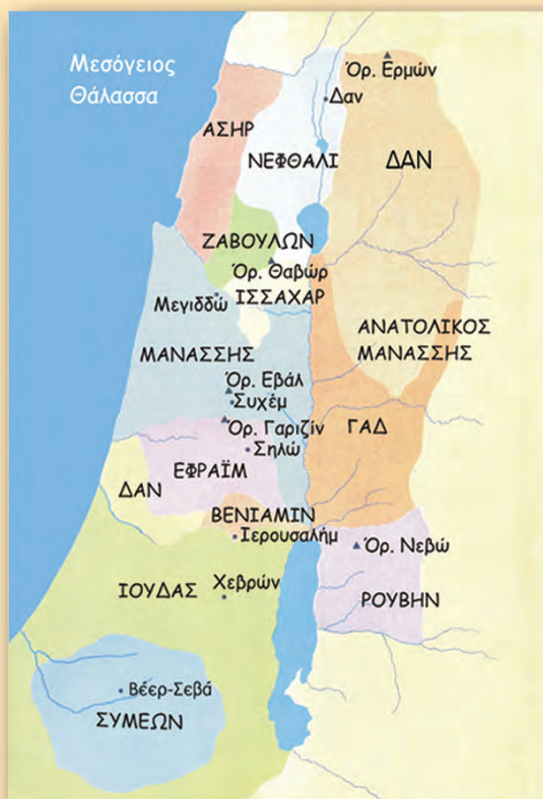 Μεσόγειος
Θάλασσα
Όρ. Ερμών
Δαν
ΑΣΗΡ
ΝΕΦΘΑΛΙ
ΔΑΝ
ΖΑΒΟΥΛΩΝ
Όρ. Θαβώρ
ΙΣΣΑΧΑΡ
Μεγιδδώ
ΑΝΑΤΟΛΙΚΟΣ
ΜΑΝΑΣΣΗΣ
ΜΑΝΑΣΣΗΣ
Όρ. Εβάλ
Συχέμ
Όρ. Γαριζίν
ΓΑΔ
Σηλώ
ΕΦΡΑΪΜ
ΔΑΝ
ΒΕΝΙΑΜΙΝ
Ιερουσαλήμ
Όρ. Νεβώ
Χεβρών
ΙΟΥΔΑΣ
ΡΟΥΒΗΝ
Βέερ-Σεβά
ΣΥΜΕΩΝ